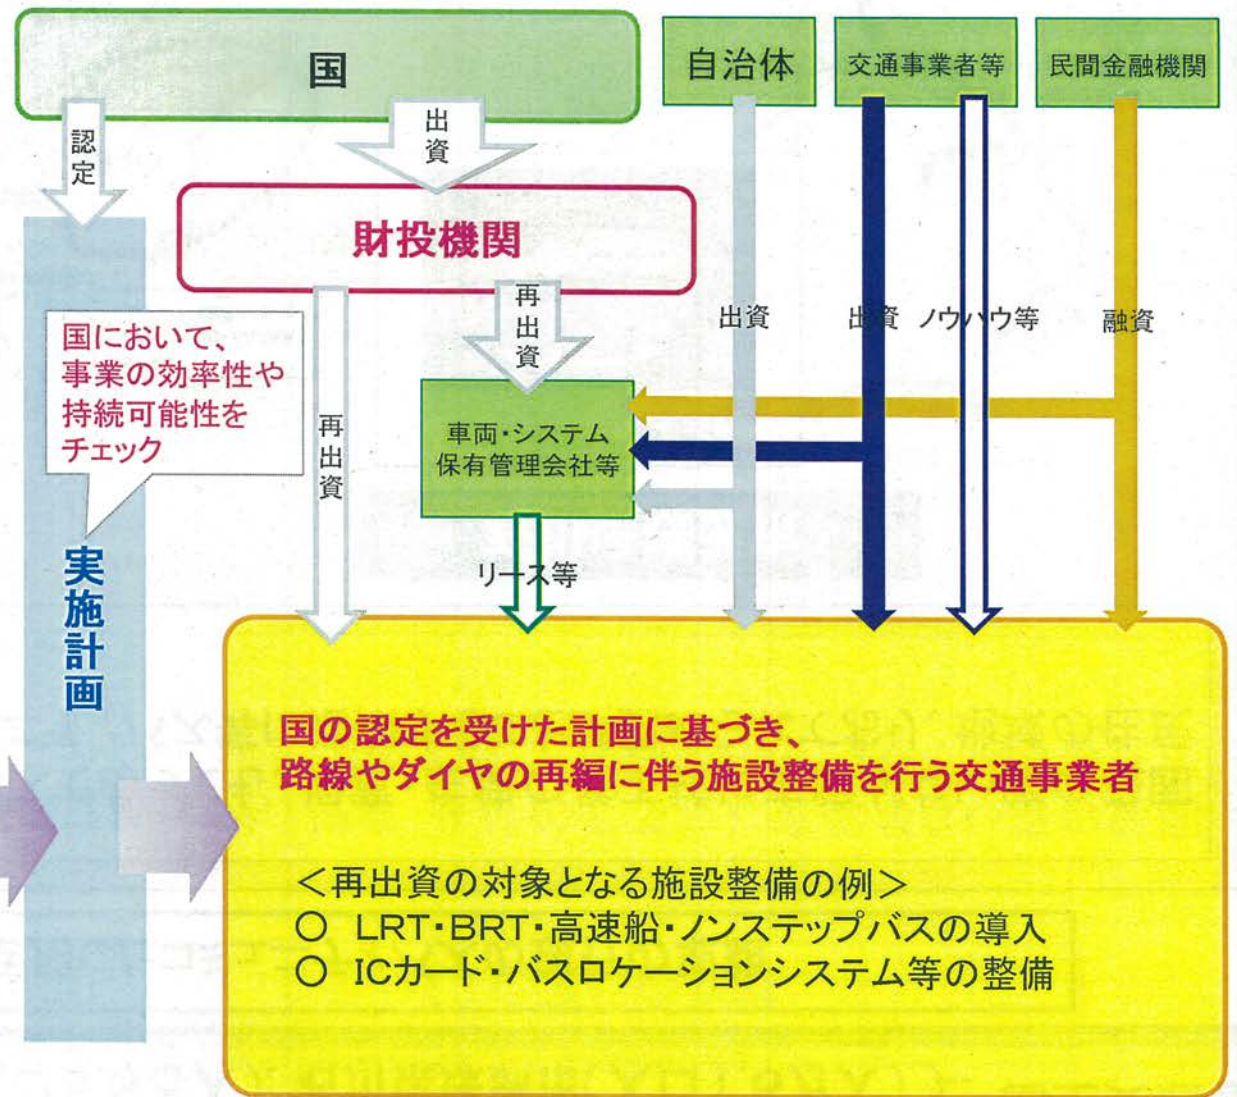 国
自治体
交通事業者等
民間金融機関
認定
出資
財投機関
再出資
出資
出資
ノウハウ等
融資
国において、
事業の効率性や
持続可能性を
チェック
再出資
車両・システム
保有管理会社等
リース等
実施計画
国の認定を受けた計画に基づき、
路線やダイヤの再編に伴う施設整備を行う交通事業者
＜再出資の対象となる施設整備の例＞
○ LRT・BRT・高速船・ノンステップバスの導入
○ ICカード・バスロケーションシステム等の整備